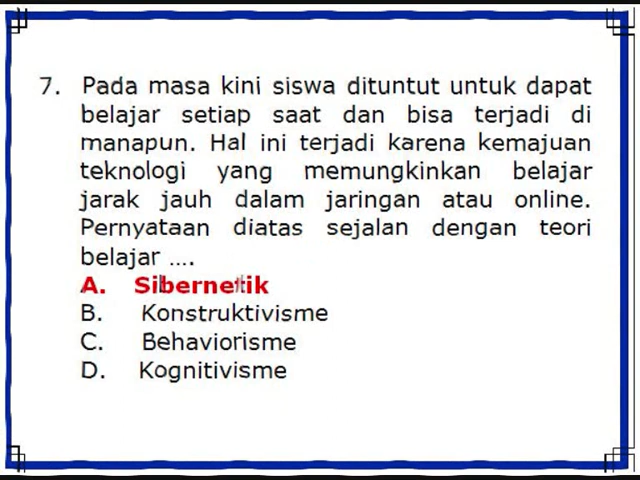 7. Pada masa kini siswa dituntut untuk dapat
belajar setiap saat dan bisa terjadi di
manapun. Hal ini terjadi karena kemajuan
teknologi yang memungkinkan belajar
jarak jauh dalam jaringan atau online.
Pernyataan diatas sejalan dengan teori
belajar ....
A. Sibernetik
B. Konstruktivisme
C. Behaviorisme
D. Kognitivisme